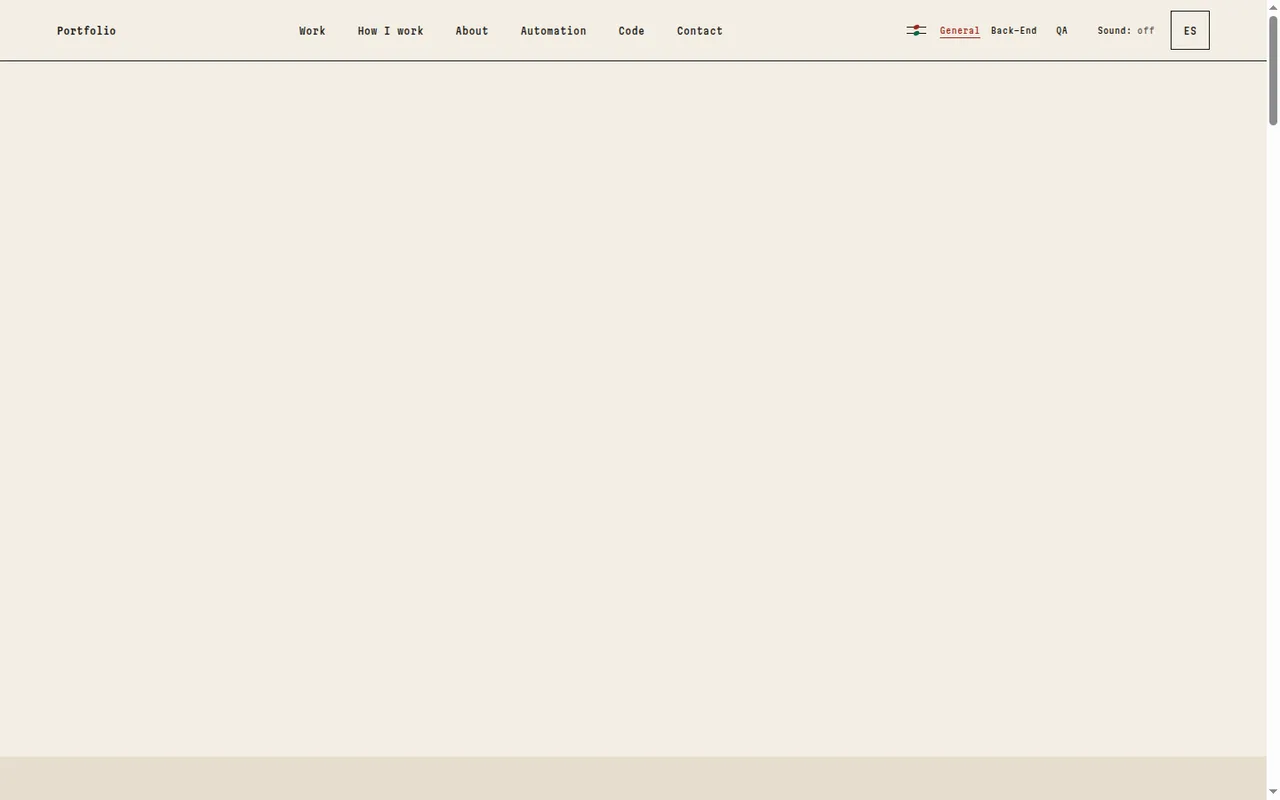 Portfolio
Work How I work About Automation Code Contact
General Back-End QA Sound: off ES